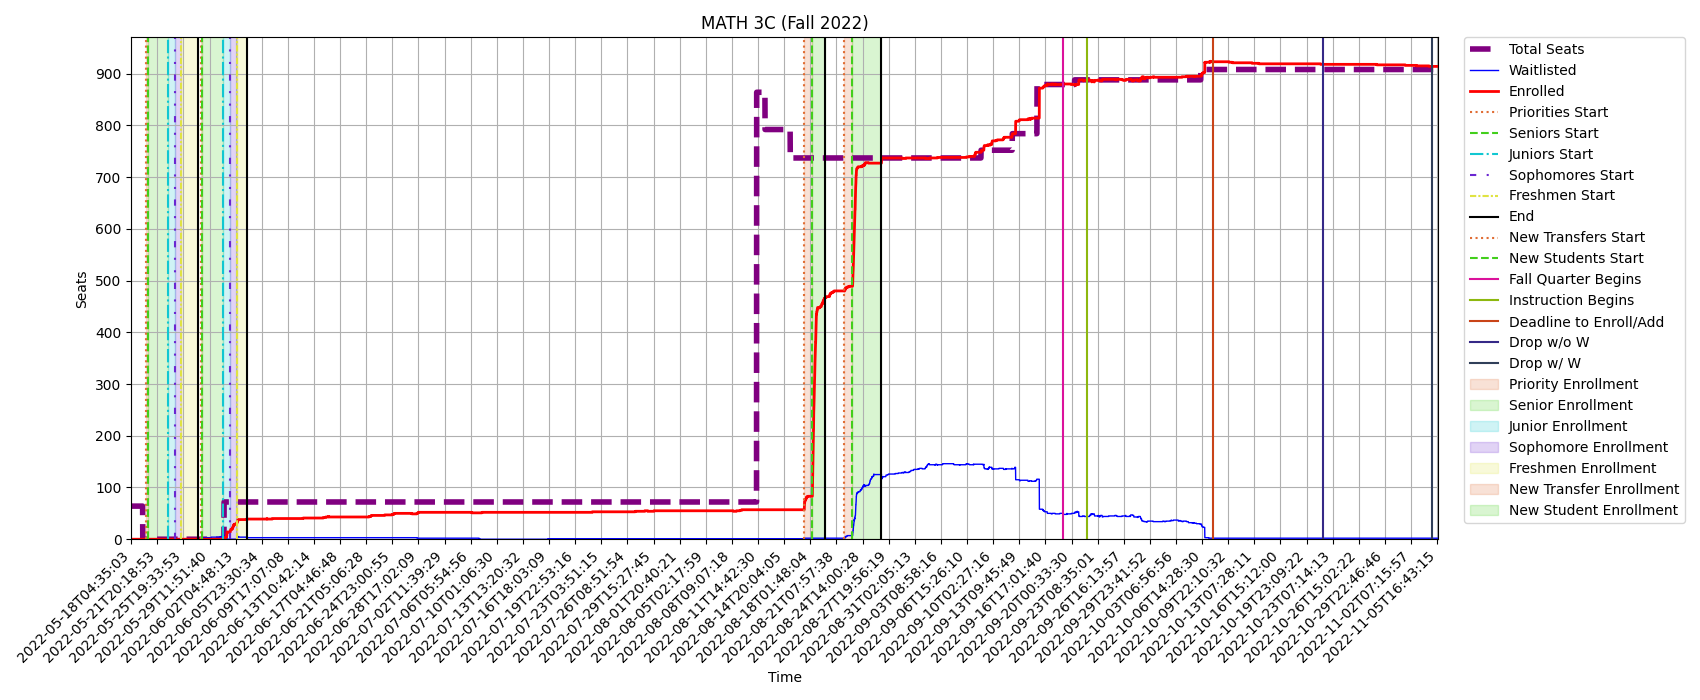 MATH 3C (Fall 2022)
Seats
900
800
700
600
500
400
300
200
100
0
2022-05-18T04:35:03
2022-05-21T20:18:53
2022-05-25T19:33:53
2022-05-29T11:51:40
2022-06-02T04:48:13
2022-06-05T23:30:34
2022-06-09T17:07:08
2022-06-13T10:42:14
2022-06-17T04:46:48
2022-06-21T05:06:28
2022-06-24T23:00:55
2022-06-28T17:02:09
2022-07-02T11:39:29
2022-07-06T05:54:56
2022-07-10T01:06:30
2022-07-13T13:20:32
2022-07-16T18:03:09
2022-07-19T22:53:16
2022-07-23T03:51:15
2022-07-26T08:51:54
2022-07-29T15:27:45
2022-08-01T20:40:21
2022-08-05T02:17:59
2022-08-08T09:07:18
2022-08-11T14:42:30
2022-08-14T20:04:05
2022-08-18T01:48:04
2022-08-21T07:57:38
2022-08-24T14:00:28
2022-08-27T19:56:19
2022-08-31T02:05:13
2022-09-03T08:58:16
2022-09-06T15:26:10
2022-09-10T02:27:16
2022-09-13T09:45:49
2022-09-16T17:01:40
2022-09-20T00:33:30
2022-09-23T08:35:01
2022-09-26T16:13:57
2022-09-29T23:41:52
2022-10-03T06:56:56
2022-10-06T14:28:30
2022-10-09T22:10:32
2022-10-13T07:28:11
2022-10-16T15:12:00
2022-10-19T23:09:22
2022-10-23T07:14:13
2022-10-26T15:02:22
2022-10-29T22:46:46
2022-11-02T07:15:57
2022-11-05T16:43:15
Time
Total Seats
Waitlisted
Enrolled
Priorities Start
Seniors Start
Juniors Start
Sophomores Start
Freshmen Start
End
New Transfers Start
New Students Start
Fall Quarter Begins
Instruction Begins
Deadline to Enroll/Add
Drop w/o W
Drop w/ W
Priority Enrollment
Senior Enrollment
Junior Enrollment
Sophomore Enrollment
Freshmen Enrollment
New Transfer Enrollment
New Student Enrollment